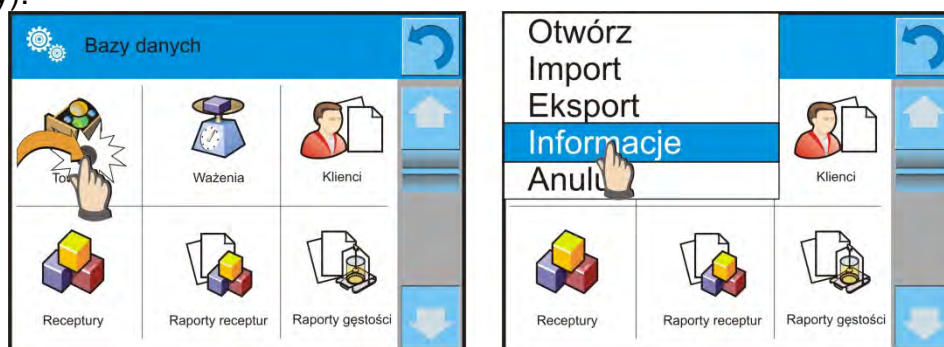 y).
Bazy danych
Ważenia
Klienci
Receptury
Raporty receptur
Raporty gęstości
Otwórz
Import
Eksport
Informacje
Klienci
Receptury
Raporty receptur
Raporty gęstości